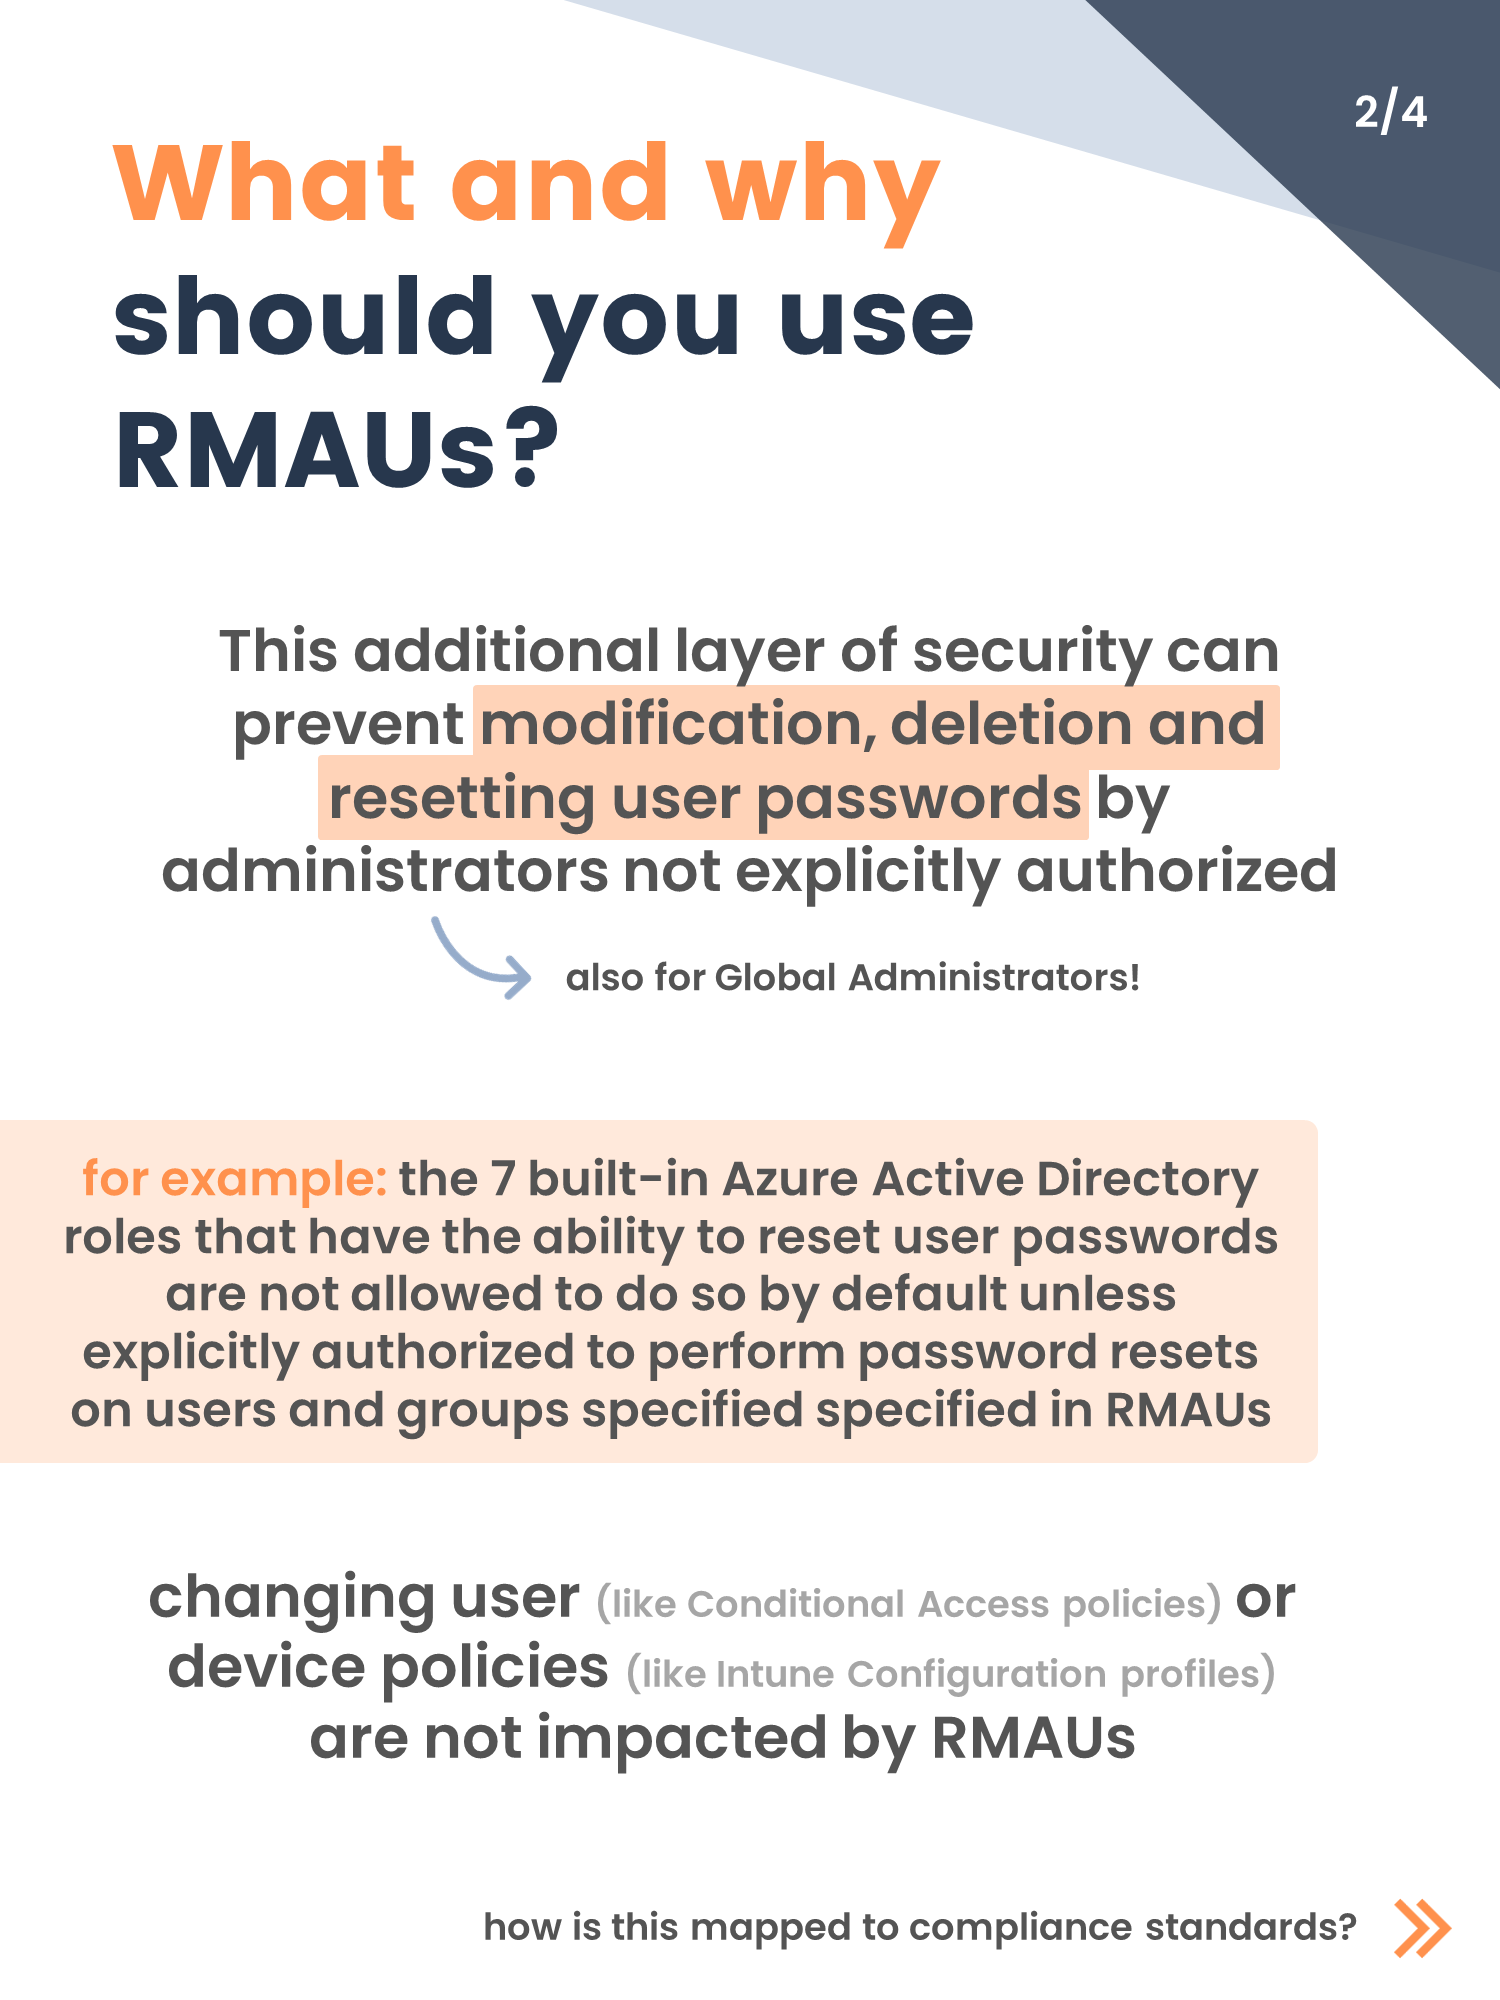 2/4
What and why
should you use
RMAUs?
This additional layer of security can
prevent modification, deletion and
resetting user passwords by
administrators not explicitly authorized
also for Global Administrators!
for example: the 7 built-in Azure Active Directory
roles that have the ability to reset user passwords
are not allowed to do so by default unless
explicitly authorized to perform password resets
on users and groups specified specified in RMAUs
changing user (like Conditional Access policies) or
device policies (like Intune Configuration profiles)
are not impacted by RMAUs
how is this mapped to compliance standards?